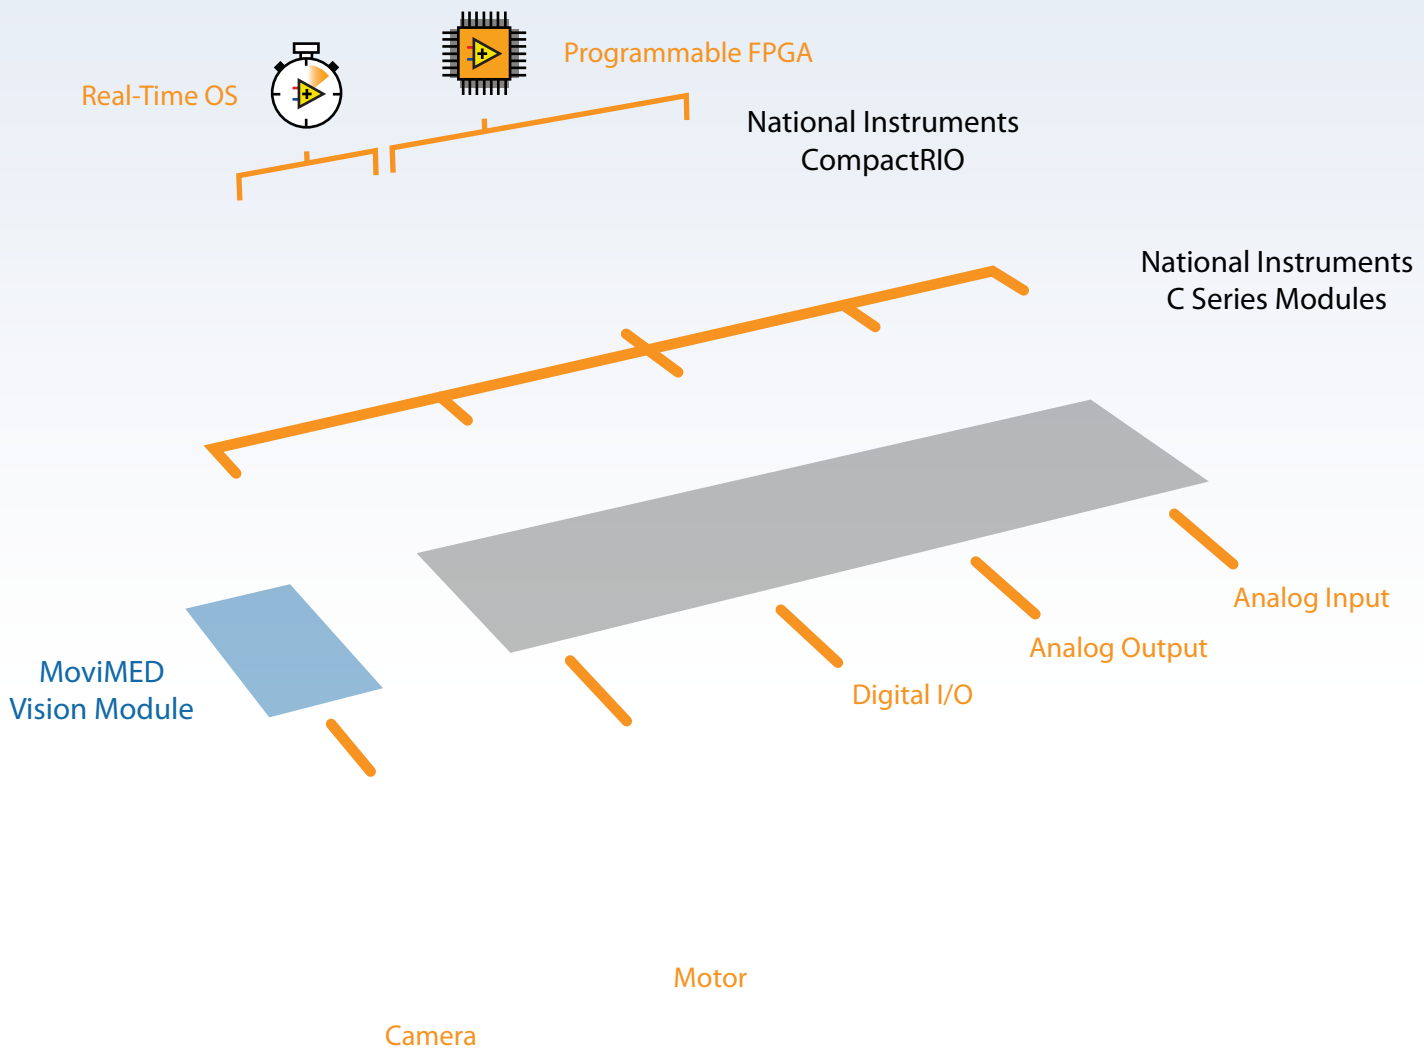 Programmable FPGA
Real-Time OS
National Instruments
CompactRIO
National Instruments
C Series Modules
Analog Input
Analog Output
MoviMED
Vision Module
Digital I/O
Motor
Camera